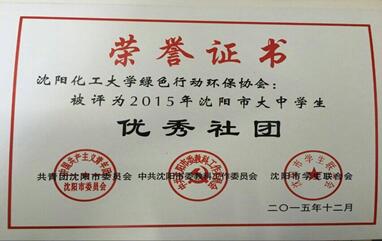 荣誉证书
沈阳化工大学绿色行动环保协会：
被评为2015年沈阳市大中学生
优秀社团
共青团沈阳市委员会 中共沈阳市委教科工作委员会 沈阳市学生联合会
二〇一五年十二月